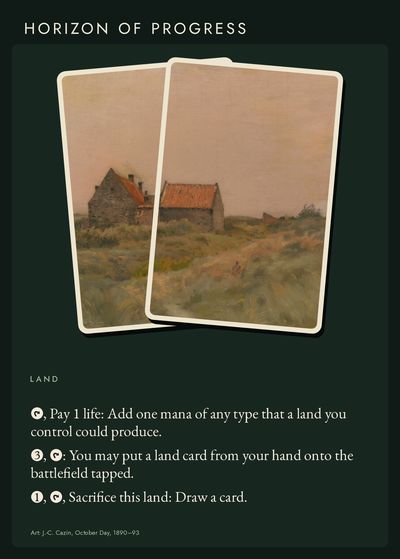 HORIZON OF PROGRESS
LAND
, Pay 1 life: Add one mana of any type that a land you
control could produce.
3, : You may put a land card from your hand onto the
battlefield tapped.
1, , Sacrifice this land: Draw a card.
Art: J.-C. Cazin, October Day, 1890–93